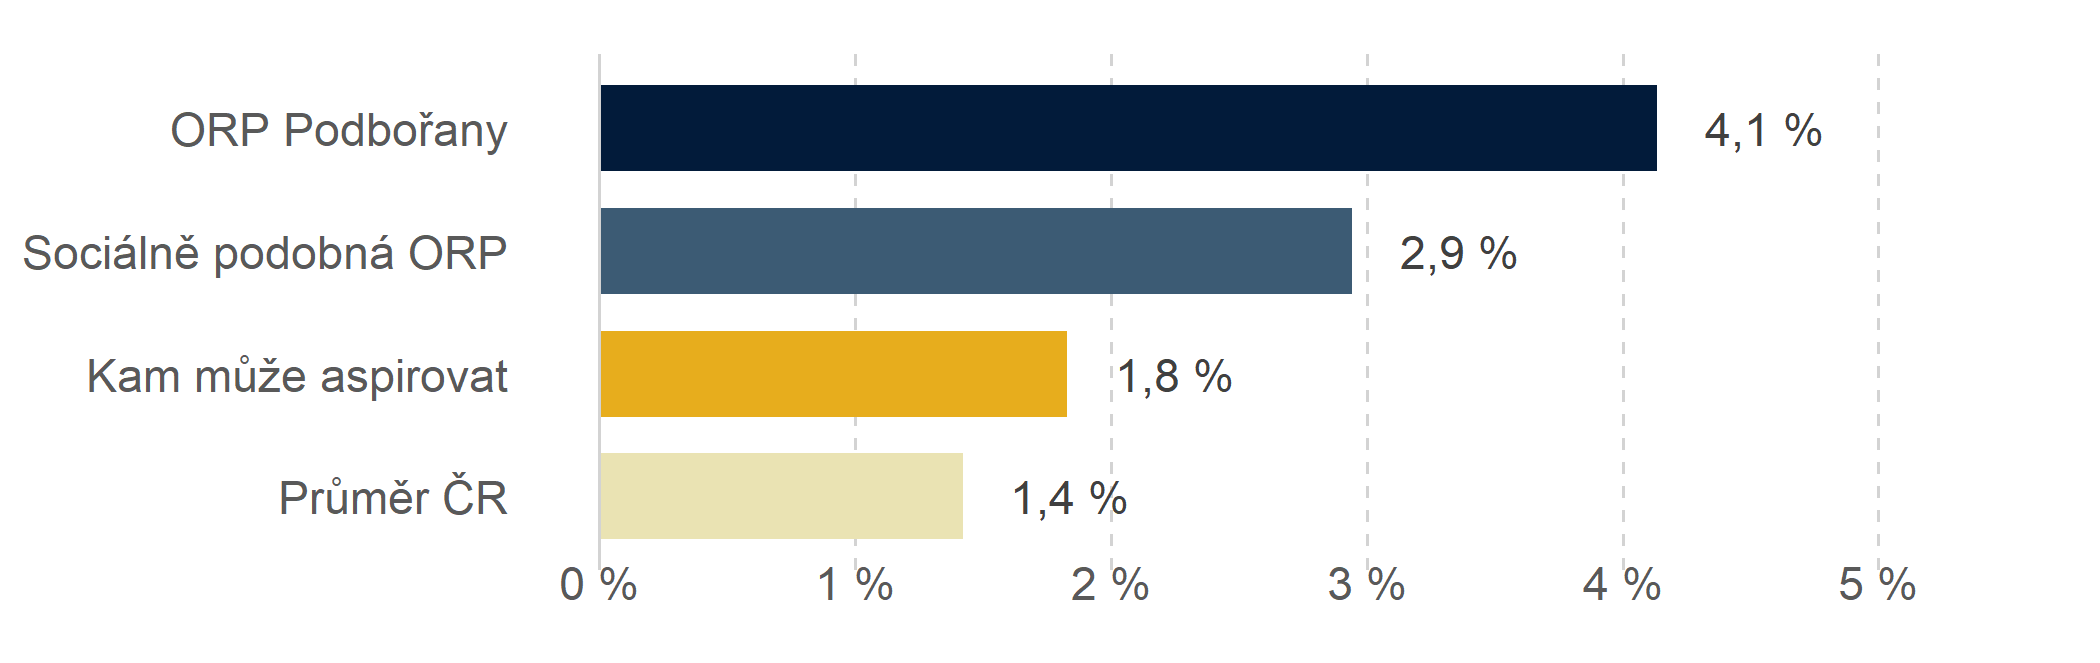 ORP Podbořany
4,1 %
Sociálně podobná ORP
2,9 %
Kam může aspirovat
1,8 %
Průměr ČR
1,4 %
0 %
1 %
2 %
3 %
4 %
5 %